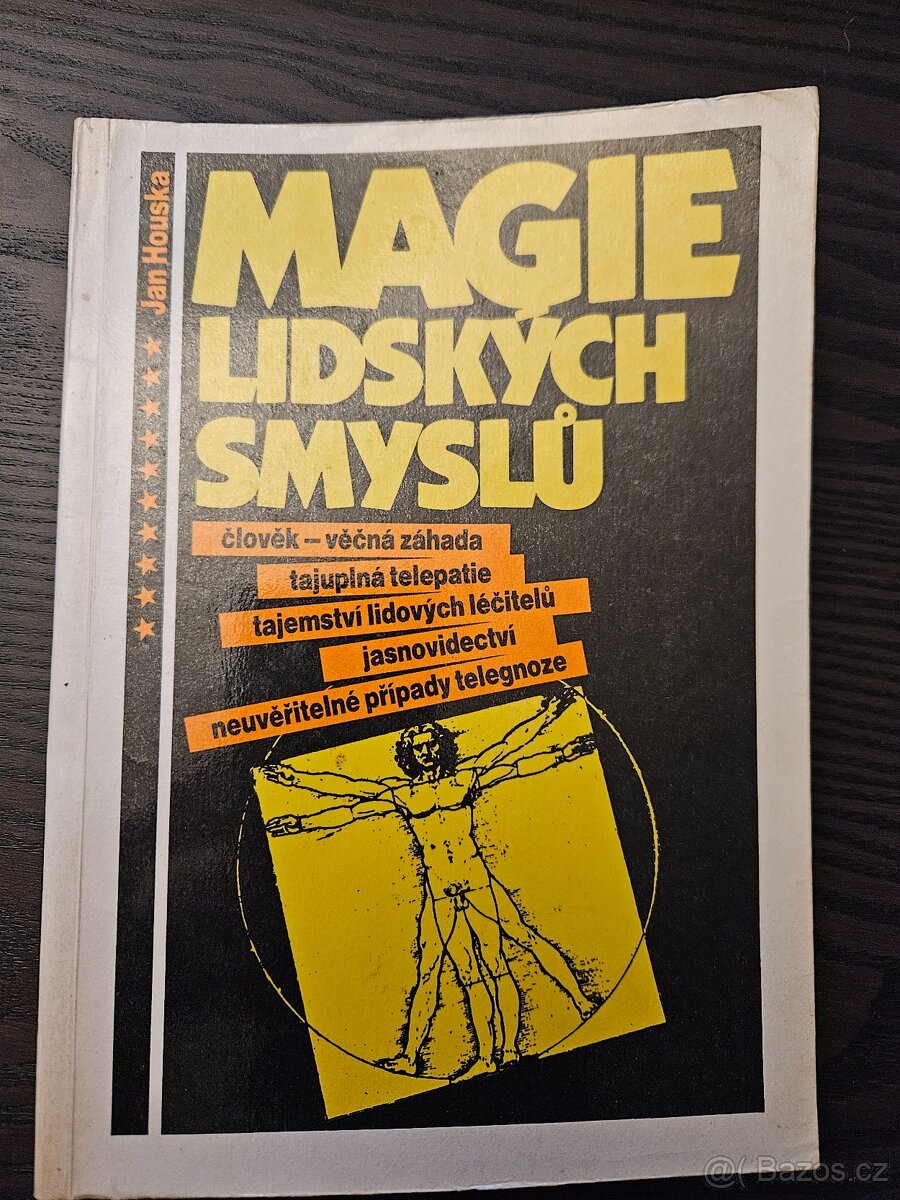 Jan Houska
MAGIE
LIDSKÝCH
SMYSLŮ
člověk – věčná záhada
tajuplná telepatie
tajemství lidových léčitelů
jasnovidectví
neuvěřitelné případy telegnoze
@( Bazos.cz